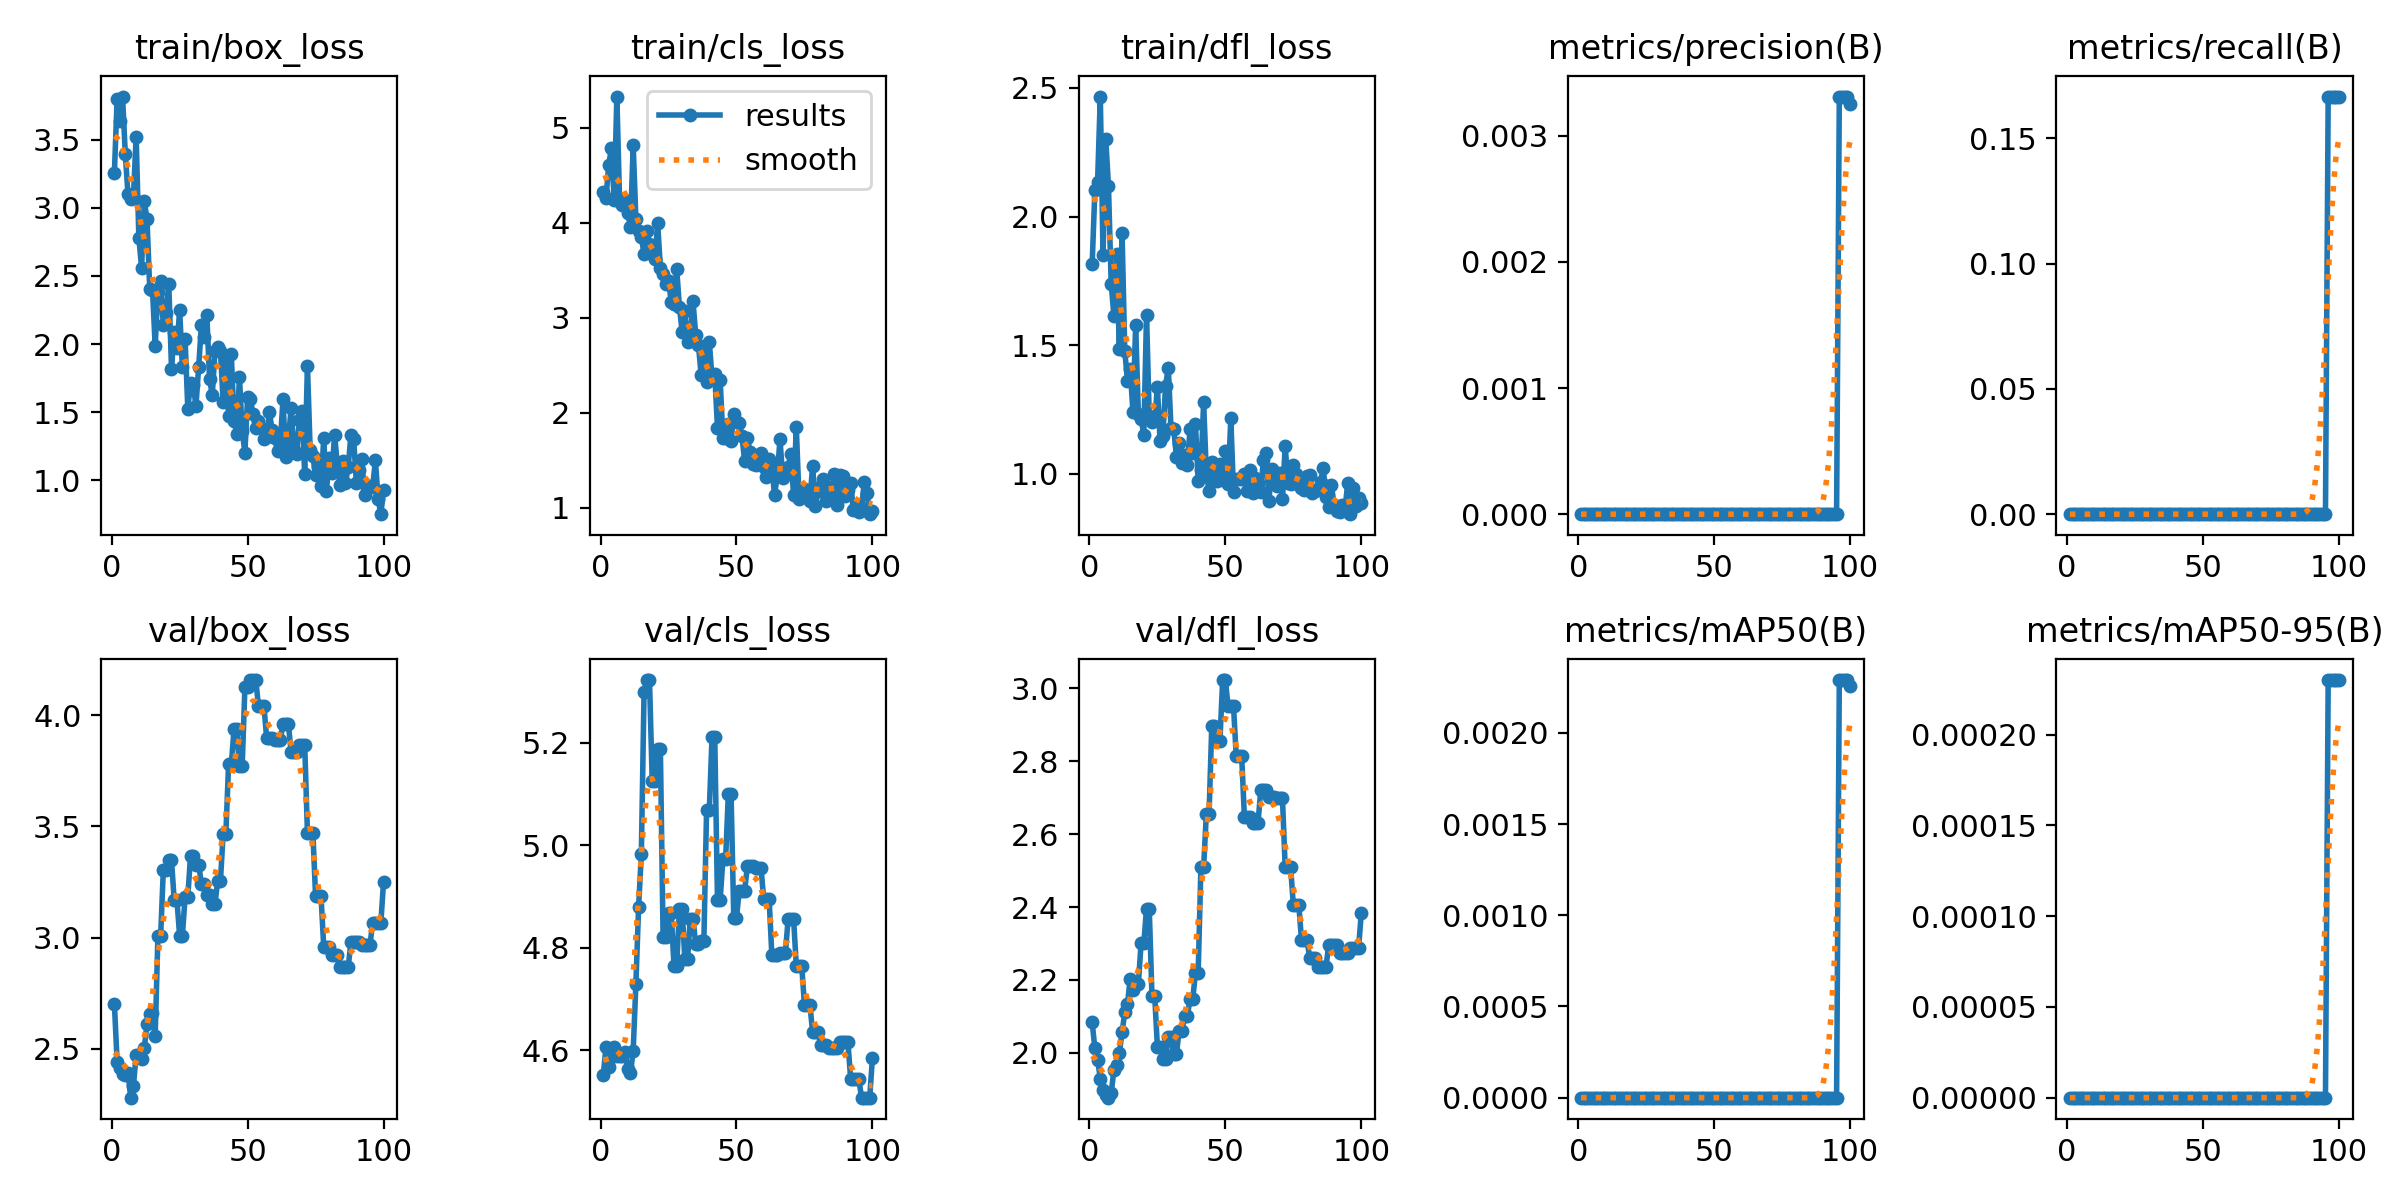 train/box_loss
3.5
3.0
2.5
2.0
1.5
1.0
0 50 100
train/cls_loss
results
smooth
5
4
3
2
1
0 50 100
train/dfl_loss
2.5
2.0
1.5
1.0
0 50 100
metrics/precision(B)
0.003
0.002
0.001
0.000
0 50 100
metrics/recall(B)
0.15
0.10
0.05
0.00
0 50 100
val/box_loss
4.0
3.5
3.0
2.5
0 50 100
val/cls_loss
5.2
5.0
4.8
4.6
0 50 100
val/dfl_loss
3.0
2.8
2.6
2.4
2.2
2.0
0 50 100
metrics/mAP50(B)
0.0020
0.0015
0.0010
0.0005
0.0000
0 50 100
metrics/mAP50-95(B)
0.00020
0.00015
0.00010
0.00005
0.00000
0 50 100